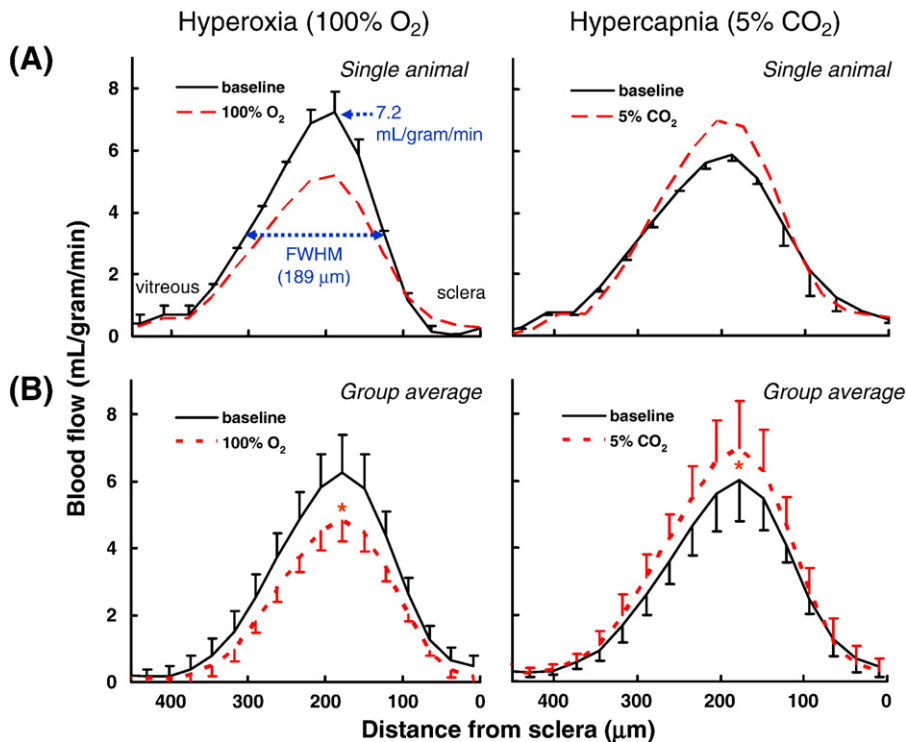 Hyperoxia (100% O₂)
Hypercapnia (5% CO₂)
(A)
Single animal
baseline
100% O₂
7.2
mL/gram/min
FWHM
(189 μm)
vitreous
sclera
8
6
4
2
0
Single animal
baseline
5% CO₂
Blood flow (mL/gram/min)
(B)
Group average
baseline
100% O₂
*
8
6
4
2
0
400 300 200 100 0
Group average
baseline
5% CO₂
*
400 300 200 100 0
Distance from sclera (μm)